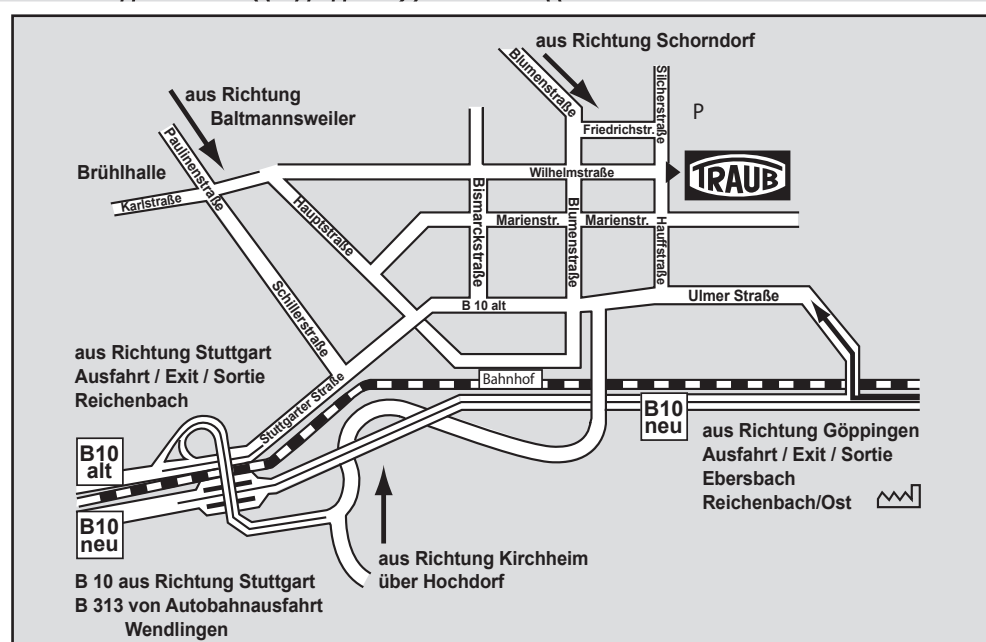 aus Richtung Schorndorf
aus Richtung
Baltmannsweiler
Blumenstraße
Silcherstraße
P
Friedrichstr.
Paulinenstraße
Brühlhalle
Wilhelmstraße
TRAUB
Karlstraße
Hauptstraße
Bismarckstraße
Marienstr.
Blumenstraße
Marienstr.
Hauffstraße
Schillerstraße
B 10 alt
Ulmer Straße
aus Richtung Stuttgart
Ausfahrt / Exit / Sortie
Reichenbach
Stuttgarter Straße
Bahnhof
B10
neu
aus Richtung Göppingen
Ausfahrt / Exit / Sortie
Ebersbach
Reichenbach/Ost
B10
alt
B10
neu
aus Richtung Kirchheim
über Hochdorf
B 10 aus Richtung Stuttgart
B 313 von Autobahnausfahrt
Wendlingen